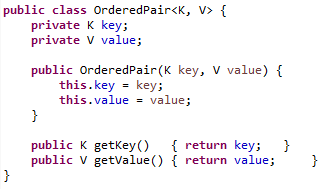 public class OrderedPair<K, V> {
    private K key;
    private V value;

    public OrderedPair(K key, V value) {
        this.key = key;
        this.value = value;
    }

    public K getKey()   { return key;   }
    public V getValue() { return value;     }
}